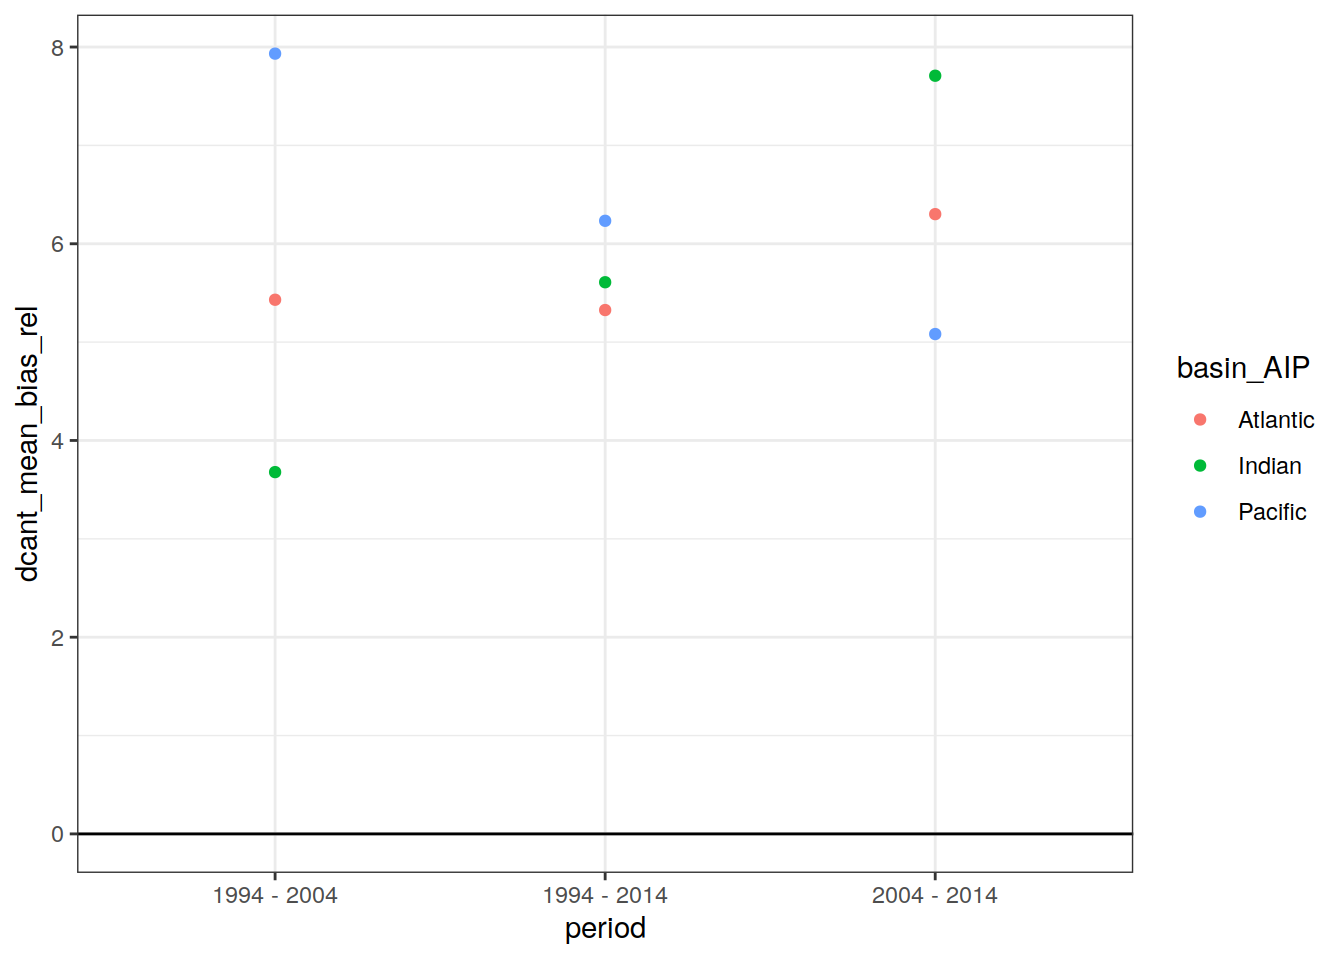 8
6
4
2
0
dcant_mean_bias_rel
1994 - 2004
1994 - 2014
2004 - 2014
period
basin_AIP
Atlantic
Indian
Pacific